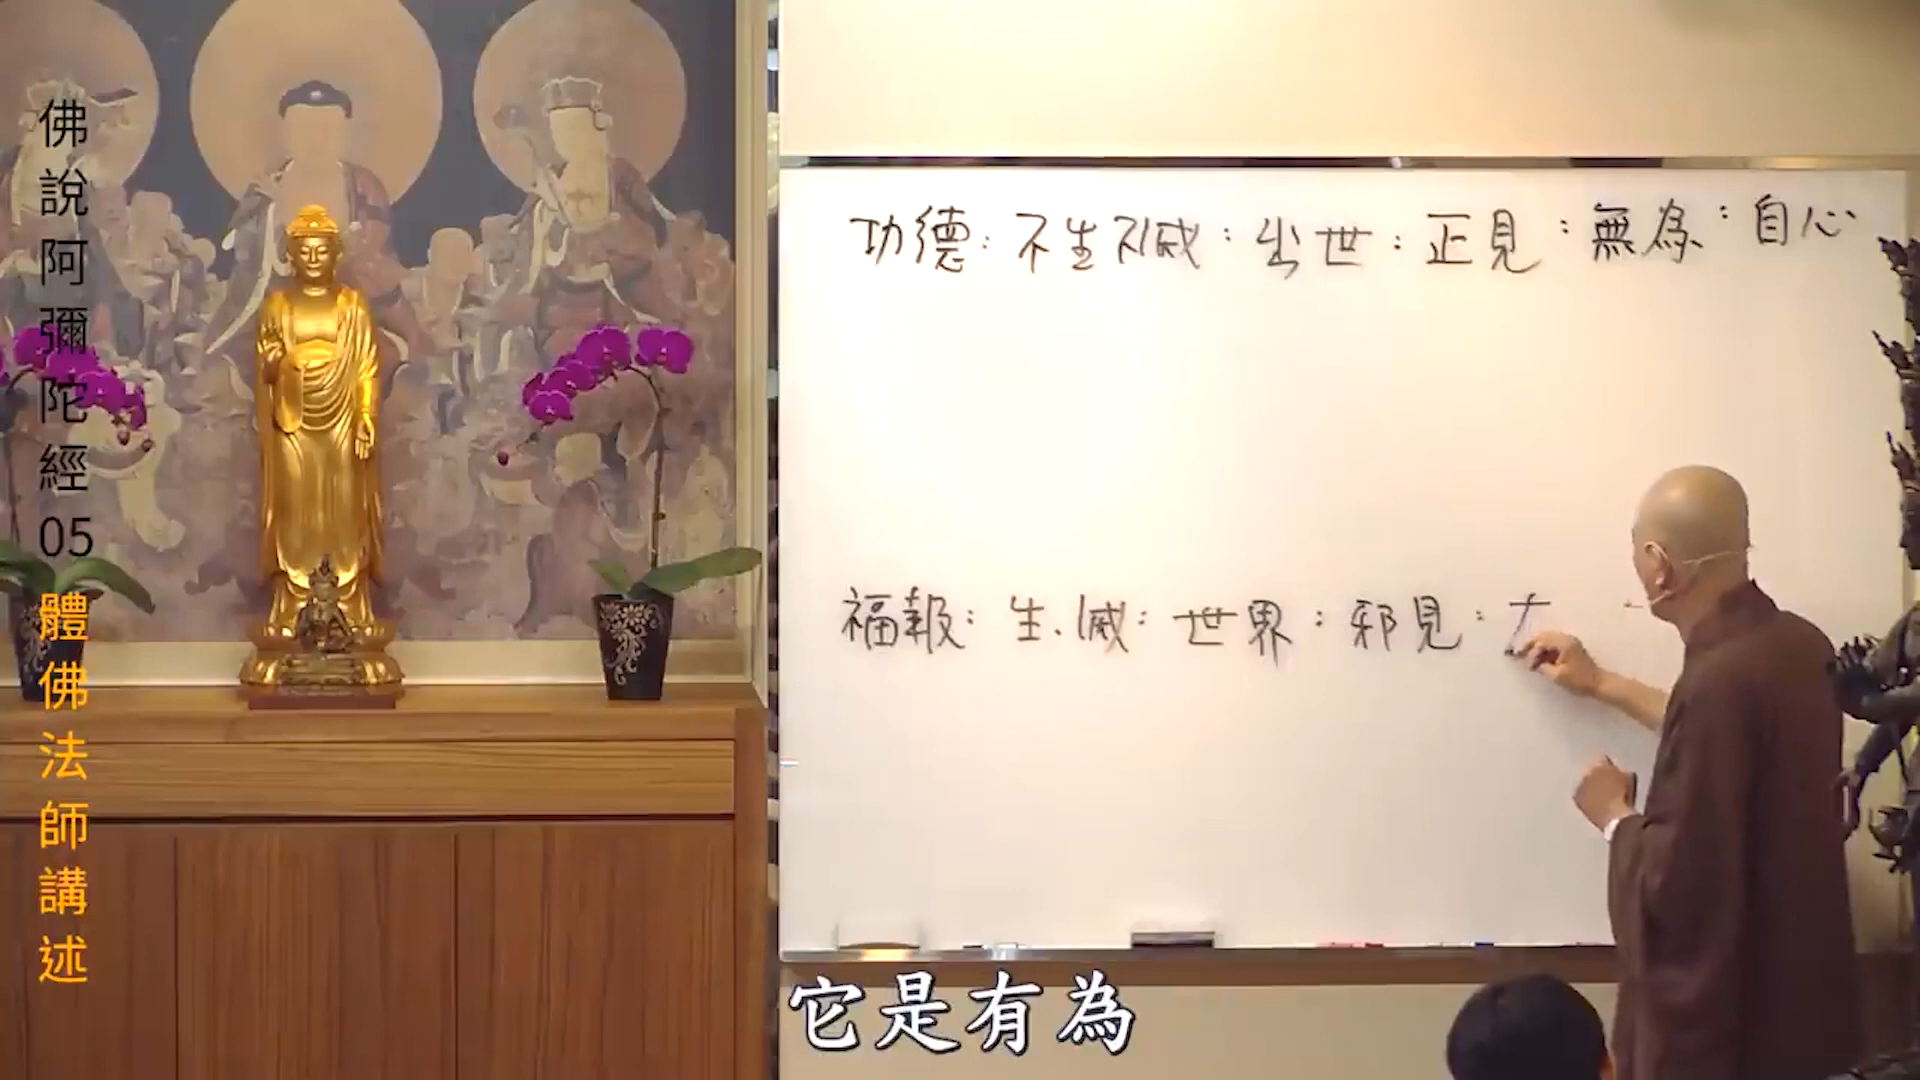 佛說阿彌陀經05 體佛法師講述
功德:不生不滅:出世:正見:無為:自心
福報:生.滅:世界:邪見:
它是有為